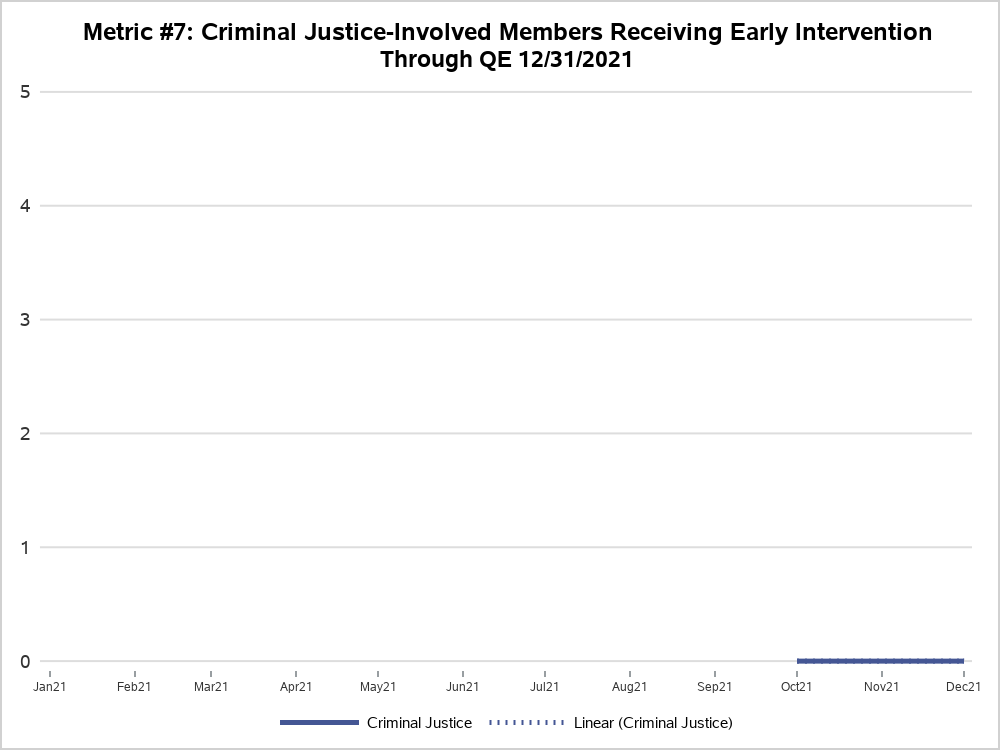 Metric #7: Criminal Justice-Involved Members Receiving Early Intervention
Through QE 12/31/2021
5
4
3
2
1
0
Jan21 Feb21 Mar21 Apr21 May21 Jun21 Jul21 Aug21 Sep21 Oct21 Nov21 Dec21
Criminal Justice Linear (Criminal Justice)